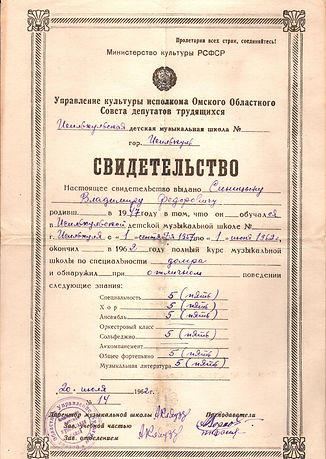 Пролетарии всех стран, соединяйтесь!
Министерство культуры РСФСР
Управление культуры исполкома Омского Областного
Совета депутатов трудящихся
Исилькульская детская музыкальная школа №
гор. Исилькуль
СВИДЕТЕЛЬСТВО
Настоящее свидетельство выдано Синицыну
Владимиру Федоровичу
родивш 1947 году в том, что он обучался
в Исилькульской детской музыкальной школе №
г. Исилькуля с 1 сентября 1957 по 1 июня 1962 г.
окончил в 1962 году полный курс музыкальной
школы по специальности домра
и обнаружил при отличном поведении
следующие знания:
Специальность 5 (пять)
Хор 5 (пять)
Ансамбль 5 (пять)
Оркестровый класс
Сольфеджио 5 (пять)
Аккомпанемент
Общее фортепьяно 5 (пять)
Музыкальная литература 5 (пять)
20 июля 1962 г.
№ 14
Директор музыкальной школы
Преподаватели
Зав. учебной частью
Зав. отделением